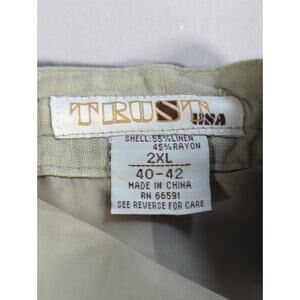 TRUST USA
SHELL: 55% LINEN
45% RAYON
2XL
40-42
MADE IN CHINA
RN 66591
SEE REVERSE FOR CARE